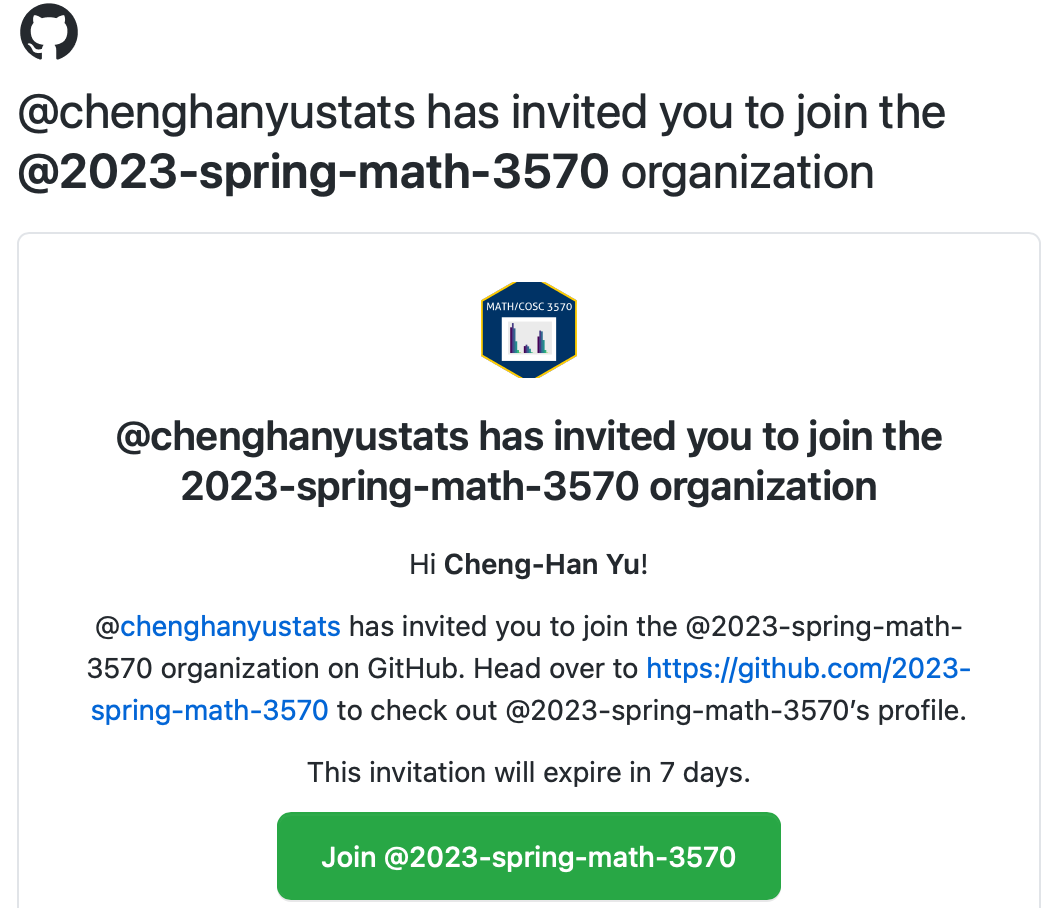 @chenghanyustats has invited you to join the
@2023-spring-math-3570 organization
MATH/COSC 3570
@chenghanyustats has invited you to join the
2023-spring-math-3570 organization
Hi Cheng-Han Yu!
@chenghanyustats has invited you to join the @2023-spring-math-
3570 organization on GitHub. Head over to https://github.com/2023-
spring-math-3570 to check out @2023-spring-math-3570’s profile.
This invitation will expire in 7 days.
Join @2023-spring-math-3570